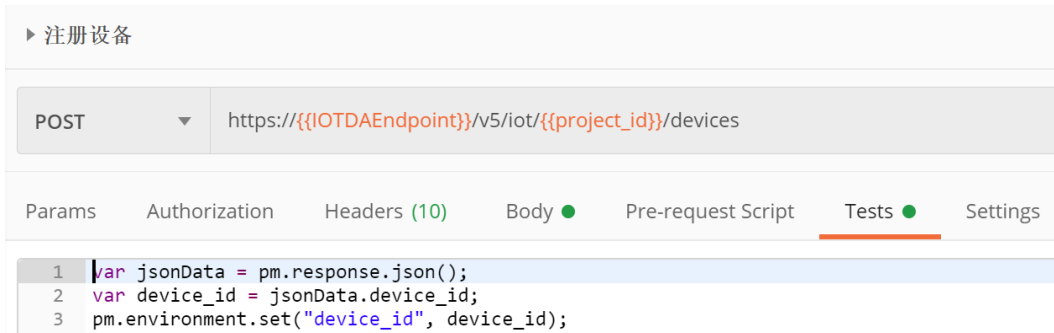 注册设备
POST https://{{IOTDAEndpoint}}/v5/iot/{{project_id}}/devices
Params Authorization Headers (10) Body Pre-request Script Tests Settings
1 var jsonData = pm.response.json();
2 var device_id = jsonData.device_id;
3 pm.environment.set("device_id", device_id);